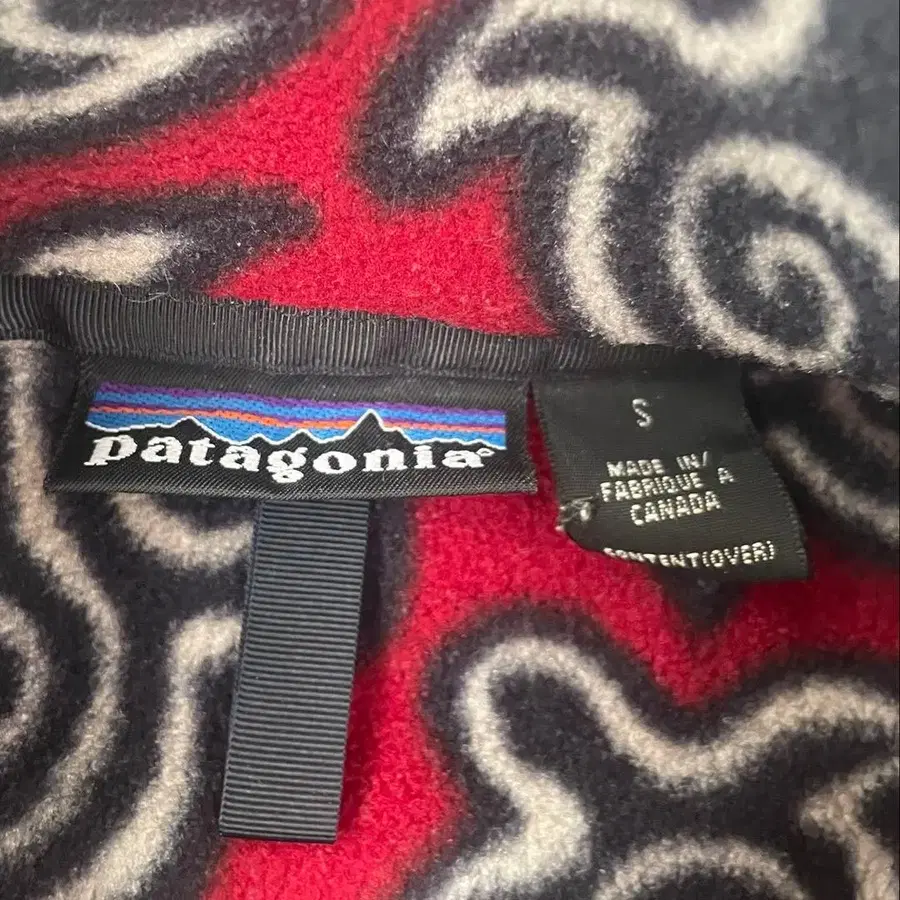 patagonia®
S
MADE IN/
FABRIQUE A
CANADA
CONTENT(OVER)